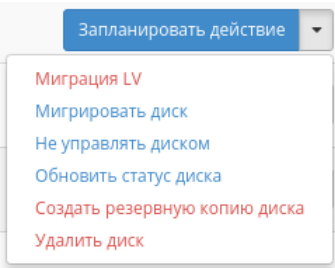 Запланировать действие
Миграция LV
Мигрировать диск
Не управлять диском
Обновить статус диска
Создать резервную копию диска
Удалить диск